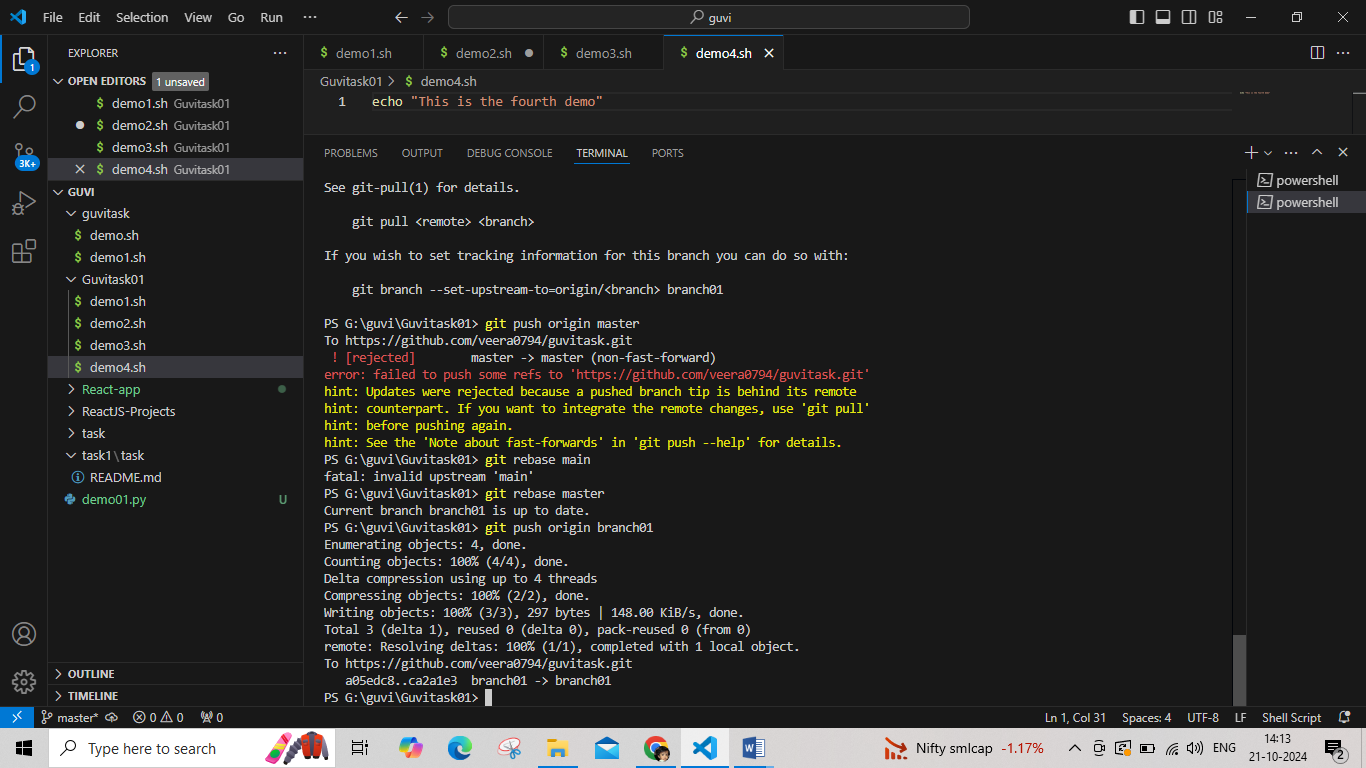 File Edit Selection View Go Run ··· guvi
EXPLORER ···
OPEN EDITORS 1 unsaved
$ demo1.sh Guvitask01
● $ demo2.sh Guvitask01
$ demo3.sh Guvitask01
× $ demo4.sh Guvitask01
GUVI
guvitask
$ demo.sh
$ demo1.sh
Guvitask01
$ demo1.sh
$ demo2.sh
$ demo3.sh
$ demo4.sh
React-app
ReactJS-Projects
task
task1\task
README.md
demo01.py U
OUTLINE
TIMELINE
1
3K+
$ demo1.sh $ demo2.sh ● $ demo3.sh $ demo4.sh ×
Guvitask01 > $ demo4.sh
1 echo "This is the fourth demo"
PROBLEMS OUTPUT DEBUG CONSOLE TERMINAL PORTS
powershell
powershell
See git-pull(1) for details.
git pull <remote> <branch>
If you wish to set tracking information for this branch you can do so with:
git branch --set-upstream-to=origin/<branch> branch01
PS G:\guvi\Guvitask01> git push origin master
To https://github.com/veera0794/guvitask.git
! [rejected] master -> master (non-fast-forward)
error: failed to push some refs to 'https://github.com/veera0794/guvitask.git'
hint: Updates were rejected because a pushed branch tip is behind its remote
hint: counterpart. If you want to integrate the remote changes, use 'git pull'
hint: before pushing again.
hint: See the 'Note about fast-forwards' in 'git push --help' for details.
PS G:\guvi\Guvitask01> git rebase main
fatal: invalid upstream 'main'
PS G:\guvi\Guvitask01> git rebase master
Current branch branch01 is up to date.
PS G:\guvi\Guvitask01> git push origin branch01
Enumerating objects: 4, done.
Counting objects: 100% (4/4), done.
Delta compression using up to 4 threads
Compressing objects: 100% (2/2), done.
Writing objects: 100% (3/3), 297 bytes | 148.00 KiB/s, done.
Total 3 (delta 1), reused 0 (delta 0), pack-reused 0 (from 0)
remote: Resolving deltas: 100% (1/1), completed with 1 local object.
To https://github.com/veera0794/guvitask.git
a05edc8..ca2a1e3 branch01 -> branch01
PS G:\guvi\Guvitask01>
master* 0 0 0 Ln 1, Col 31 Spaces: 4 UTF-8 LF Shell Script
Type here to search Nifty smlcap -1.17% ENG 14:13
21-10-2024
2